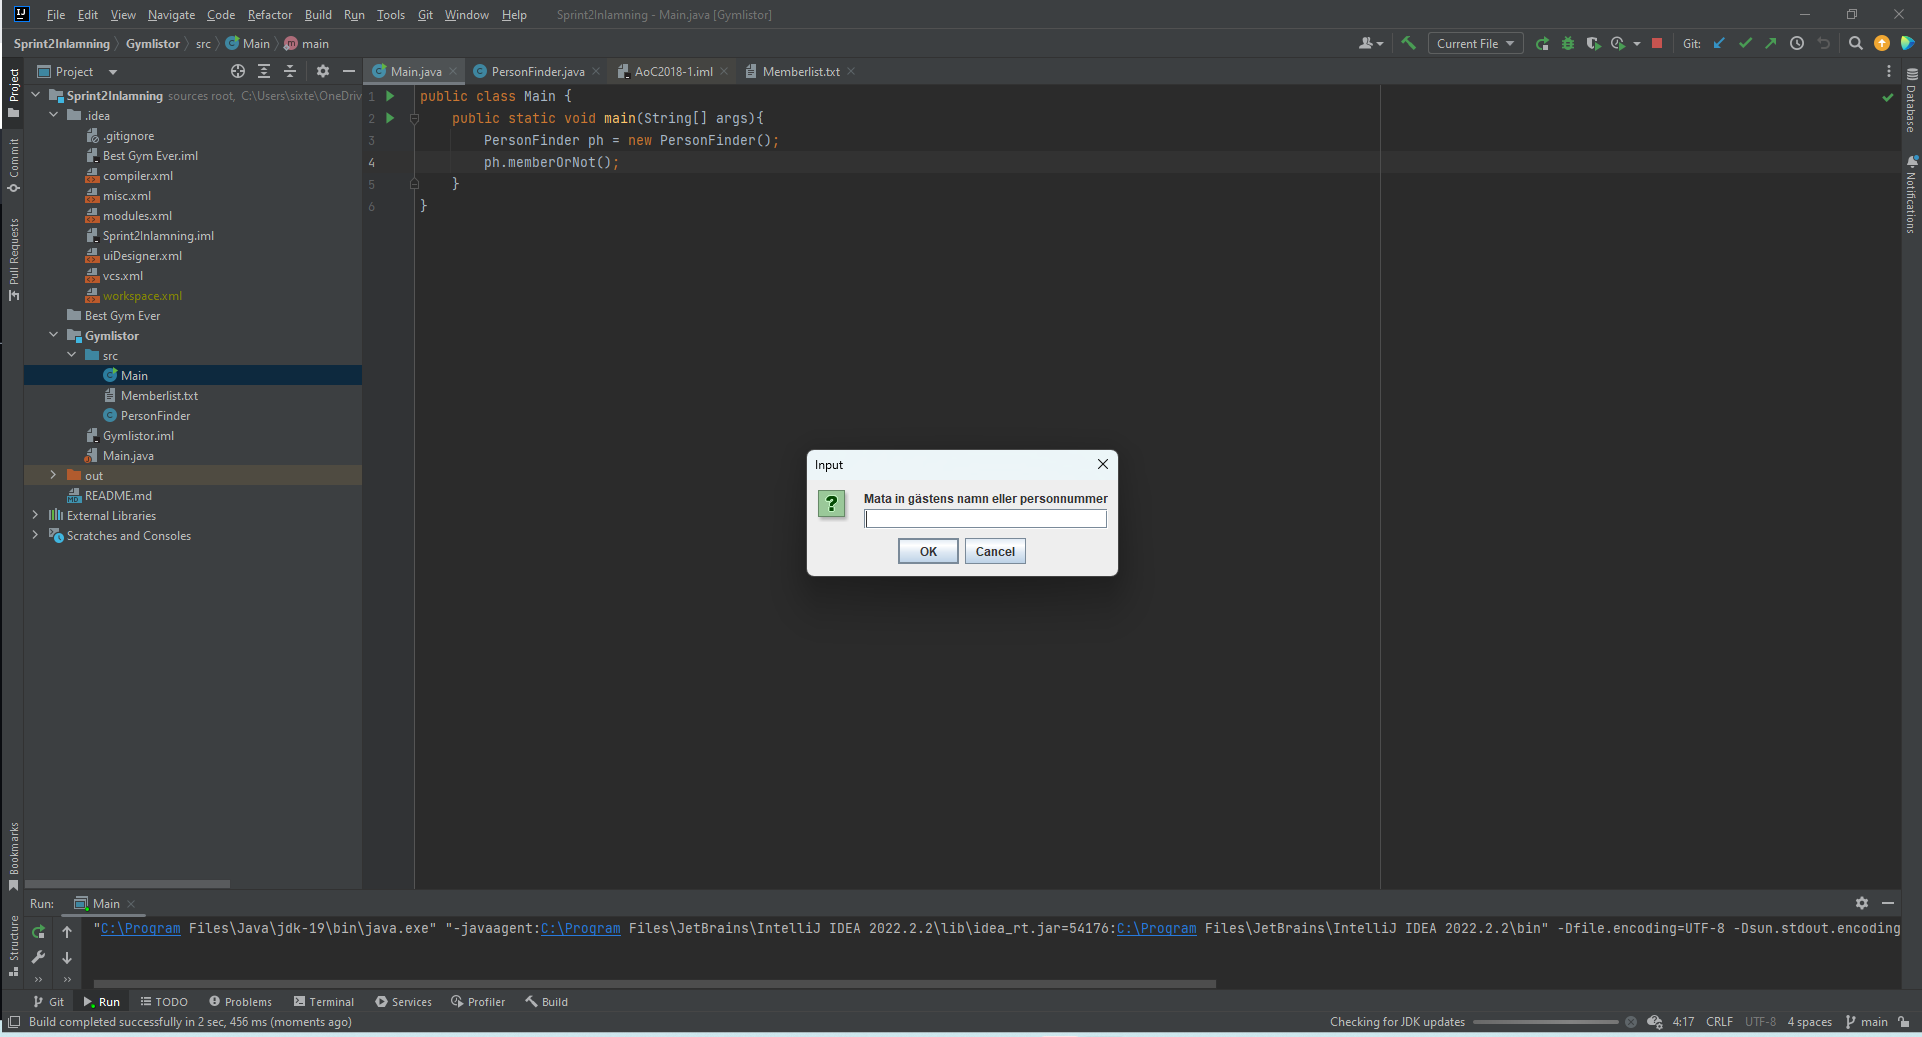 File Edit View Navigate Code Refactor Build Run Tools Git Window Help Sprint2Inlamning - Main.java [Gymlistor]
Sprint2Inlamning Gymlistor src Main main Current File Git:
Project
Main.java PersonFinder.java AoC2018-1.iml Memberlist.txt
Project
Commit
Pull Requests
Bookmarks
Structure
Sprint2Inlamning sources root, C:\Users\sixte\OneDriv
.idea
.gitignore
Best Gym Ever.iml
compiler.xml
misc.xml
modules.xml
Sprint2Inlamning.iml
uiDesigner.xml
vcs.xml
workspace.xml
Best Gym Ever
Gymlistor
src
Main
Memberlist.txt
PersonFinder
Gymlistor.iml
Main.java
out
README.md
External Libraries
Scratches and Consoles
1 public class Main {
2 public static void main(String[] args){
3 PersonFinder ph = new PersonFinder();
4 ph.memberOrNot();
5 }
6 }
Database
Notifications
Input
Mata in gästens namn eller personnummer
OK Cancel
Run: Main
"C:\Program Files\Java\jdk-19\bin\java.exe" "-javaagent:C:\Program Files\JetBrains\IntelliJ IDEA 2022.2.2\lib\idea_rt.jar=54176:C:\Program Files\JetBrains\IntelliJ IDEA 2022.2.2\bin" -Dfile.encoding=UTF-8 -Dsun.stdout.encoding
Git Run TODO Problems Terminal Services Profiler Build
Build completed successfully in 2 sec, 456 ms (moments ago) Checking for JDK updates 4:17 CRLF UTF-8 4 spaces main